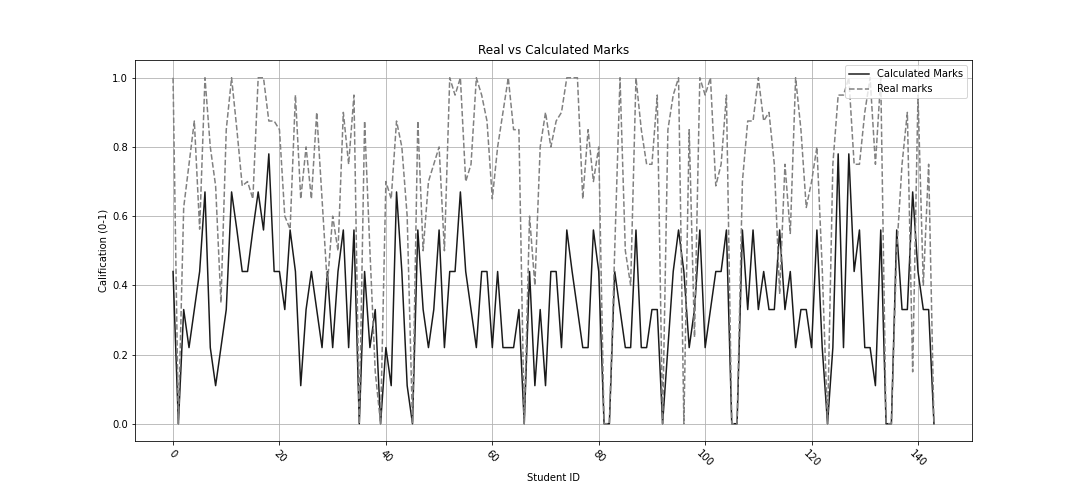 Real vs Calculated Marks
Calculated Marks
Real marks
Calification (0-1)
1.0
0.8
0.6
0.4
0.2
0.0
0 20 40 60 80 100 120 140
Student ID